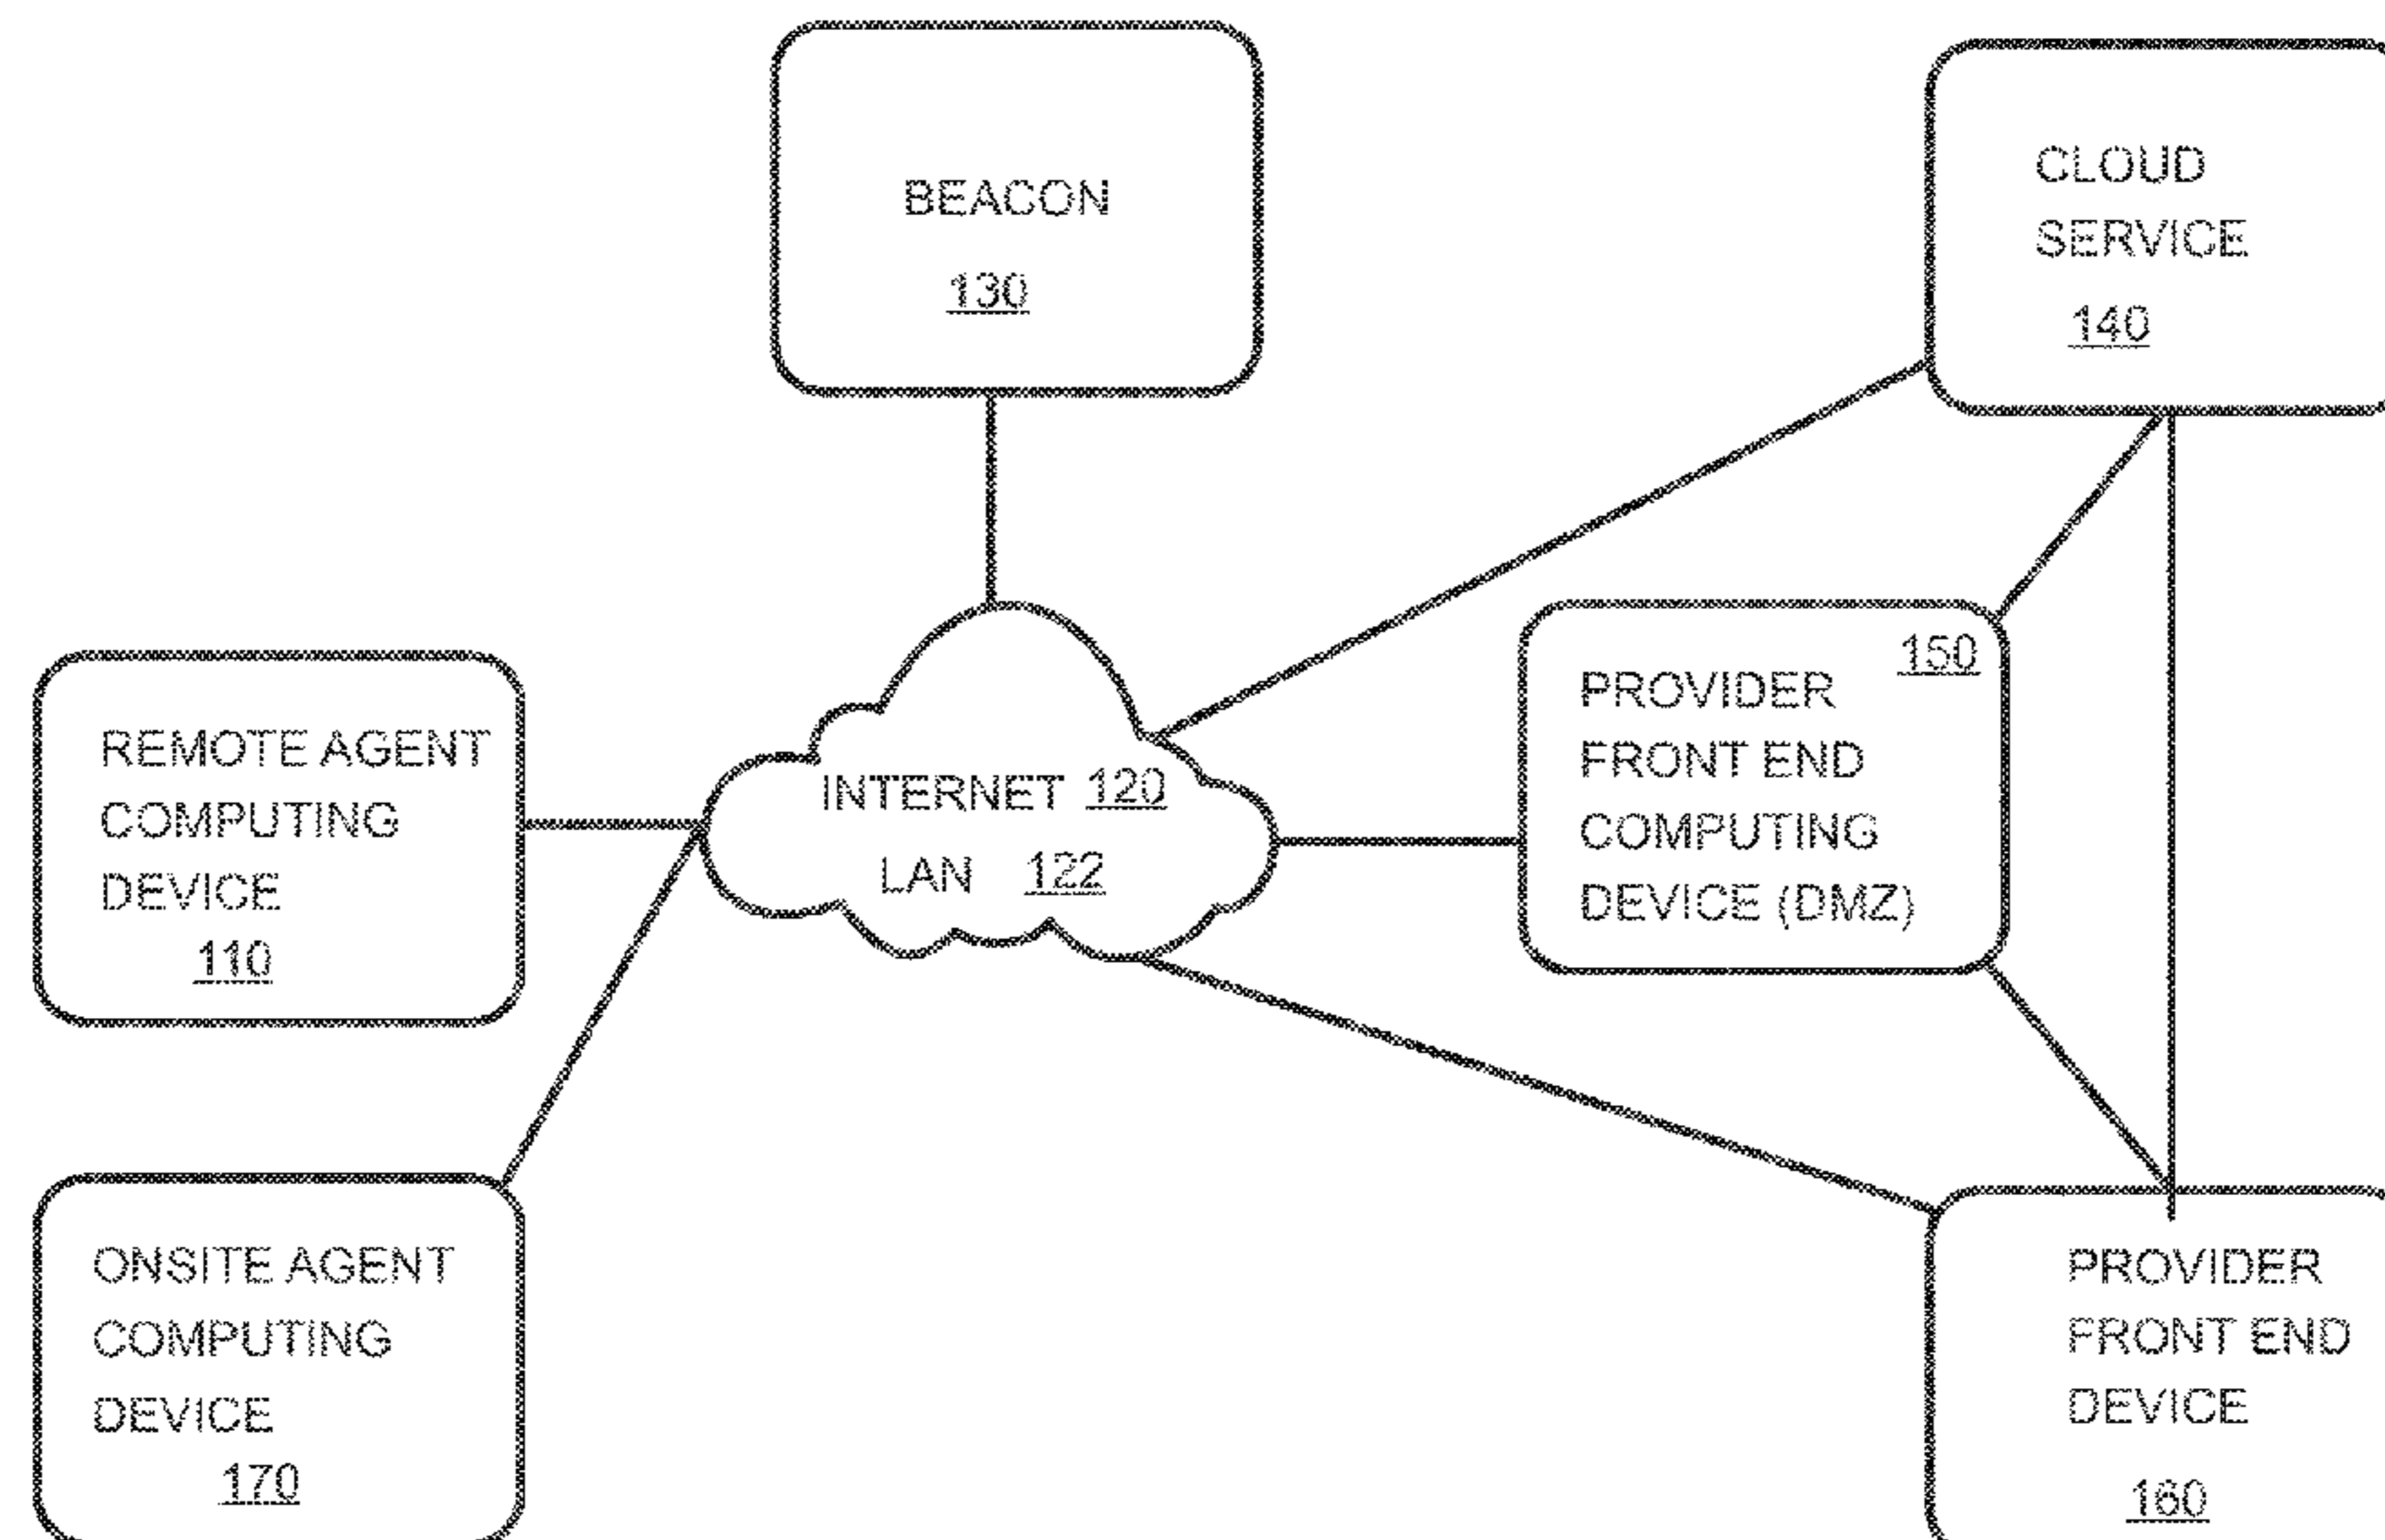 BEACON
130
CLOUD
SERVICE
140
REMOTE AGENT
COMPUTING
DEVICE
110
INTERNET 120
LAN 122
150
PROVIDER
FRONT END
COMPUTING
DEVICE (DMZ)
ONSITE AGENT
COMPUTING
DEVICE
170
PROVIDER
FRONT END
DEVICE
160